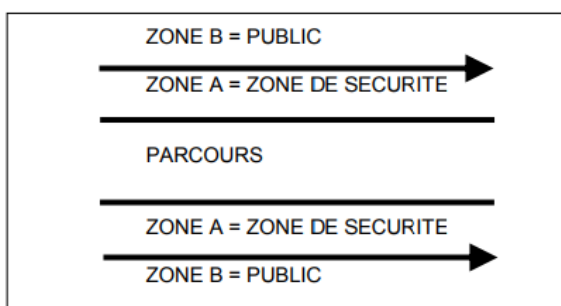 ZONE B = PUBLIC
ZONE A = ZONE DE SECURITE
PARCOURS
ZONE A = ZONE DE SECURITE
ZONE B = PUBLIC